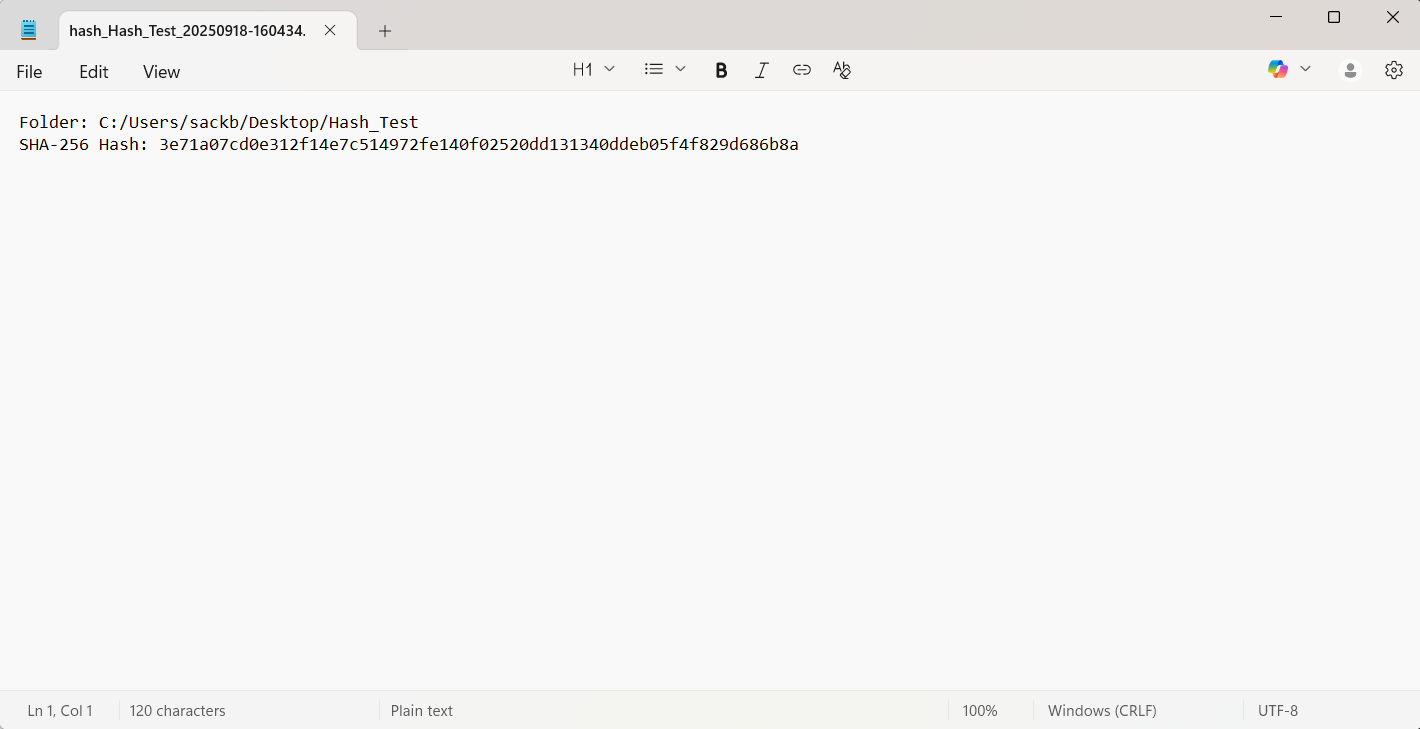 hash_Hash_Test_20250918-160434.
File Edit View H1 B I
Folder: C:/Users/sackb/Desktop/Hash_Test
SHA-256 Hash: 3e71a07cd0e312f14e7c514972fe140f02520dd131340ddeb05f4f829d686b8a
Ln 1, Col 1 120 characters Plain text 100% Windows (CRLF) UTF-8